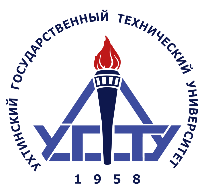 УХТИНСКИЙ ГОСУДАРСТВЕННЫЙ ТЕХНИЧЕСКИЙ УНИВЕРСИТЕТ
УГТУ
1958